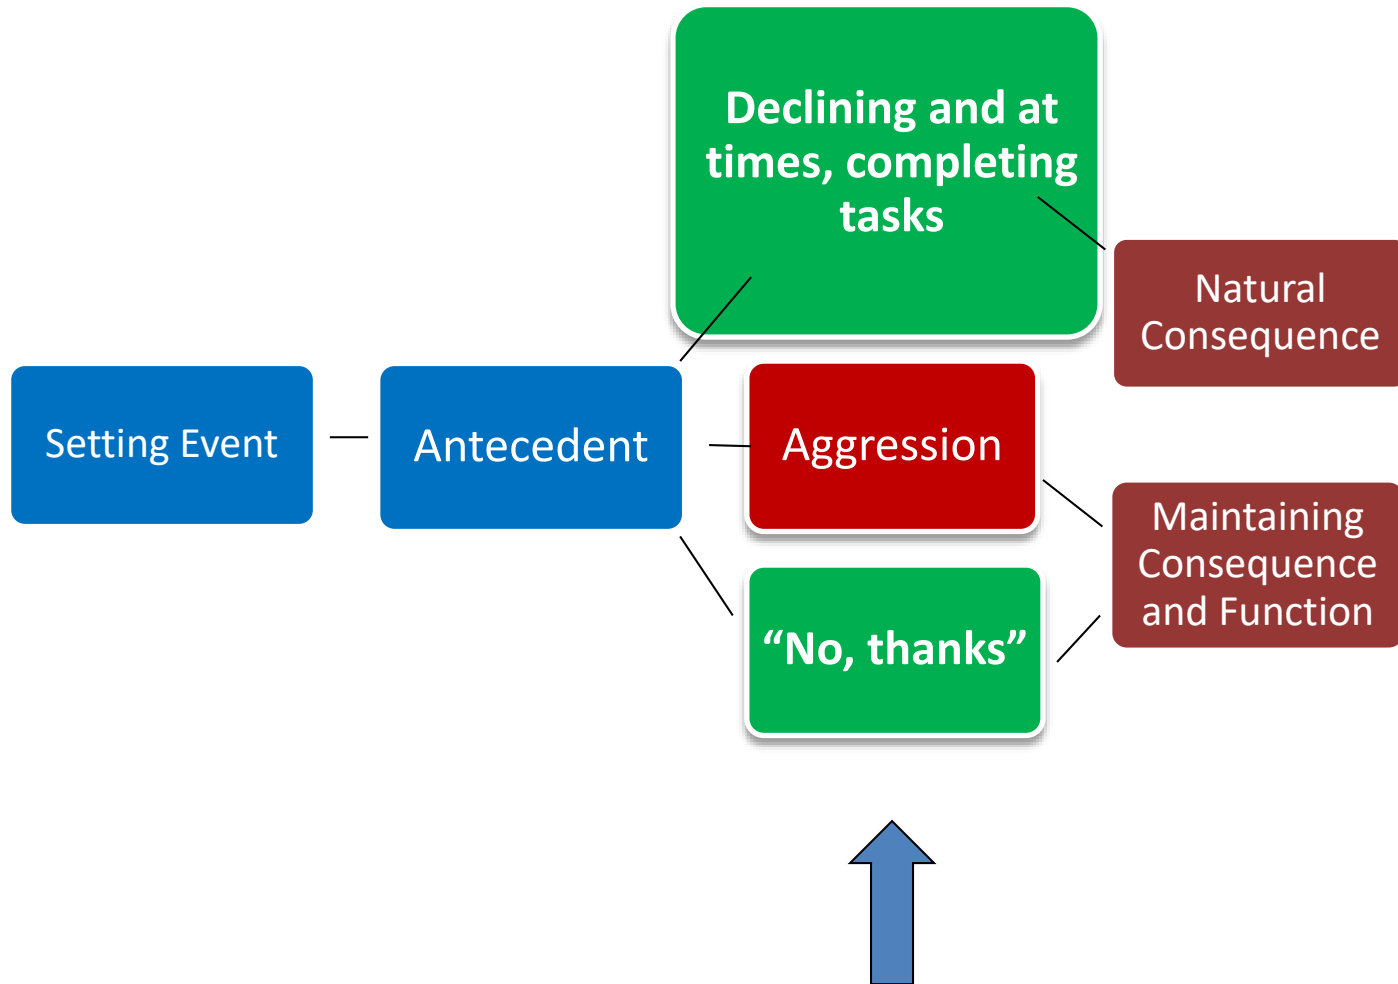 Declining and at
times, completing
tasks
Natural
Consequence
Setting Event
Antecedent
Aggression
Maintaining
Consequence
and Function
“No, thanks”